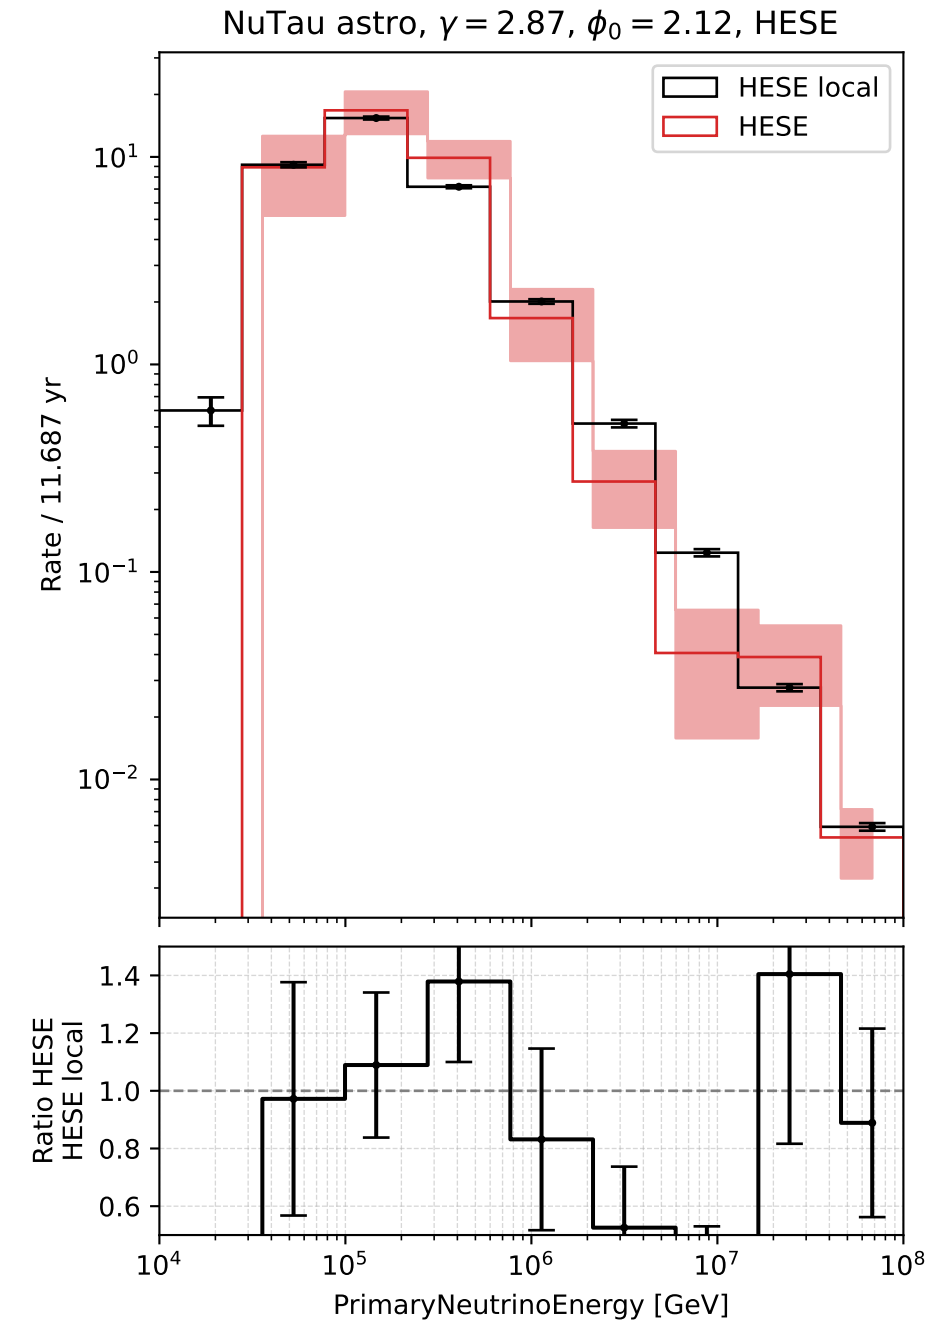 NuTau astro, γ = 2.87, ϕ₀ = 2.12, HESE
HESE local
HESE
10¹
10⁰
10⁻¹
10⁻²
Rate / 11.687 yr
1.4
1.2
1.0
0.8
0.6
Ratio HESE
HESE local
10⁴ 10⁵ 10⁶ 10⁷ 10⁸
PrimaryNeutrinoEnergy [GeV]